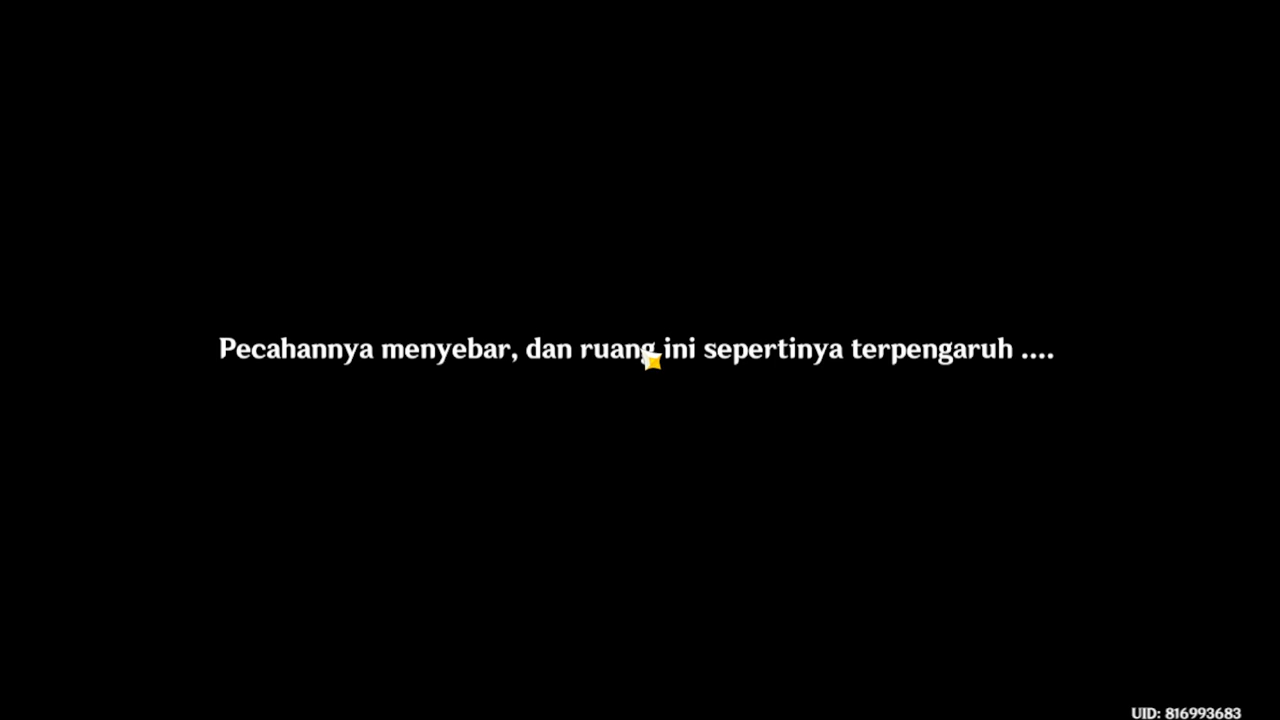 Pecahannya menyebar, dan ruang ini sepertinya terpengaruh ....
UID: 816993683